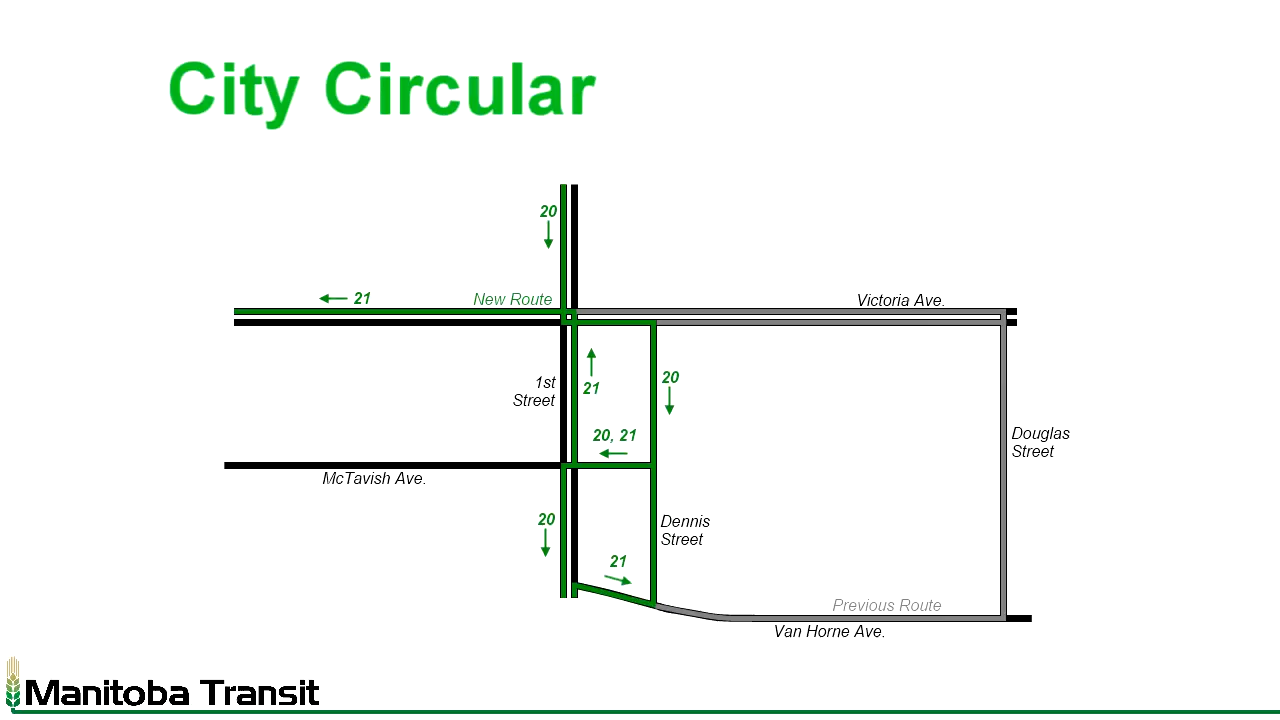 City Circular
20
21
New Route
Victoria Ave.
1st
Street
21
20
20, 21
Douglas
Street
McTavish Ave.
20
Dennis
Street
21
Previous Route
Van Horne Ave.
Manitoba Transit